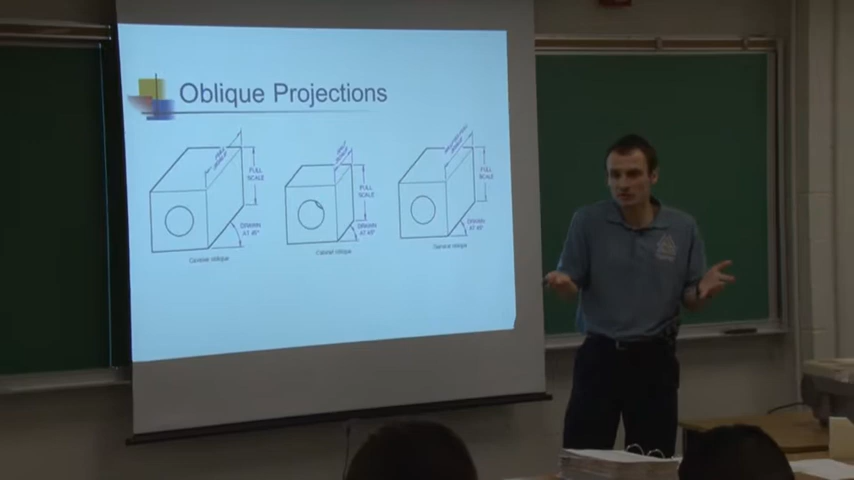 Oblique Projections
FULL
SCALE
DRAWN
AT 45°
Cavalier oblique
FULL
SCALE
DRAWN
AT 45°
Cabinet oblique
FULL
SCALE
DRAWN
AT 45°
General oblique